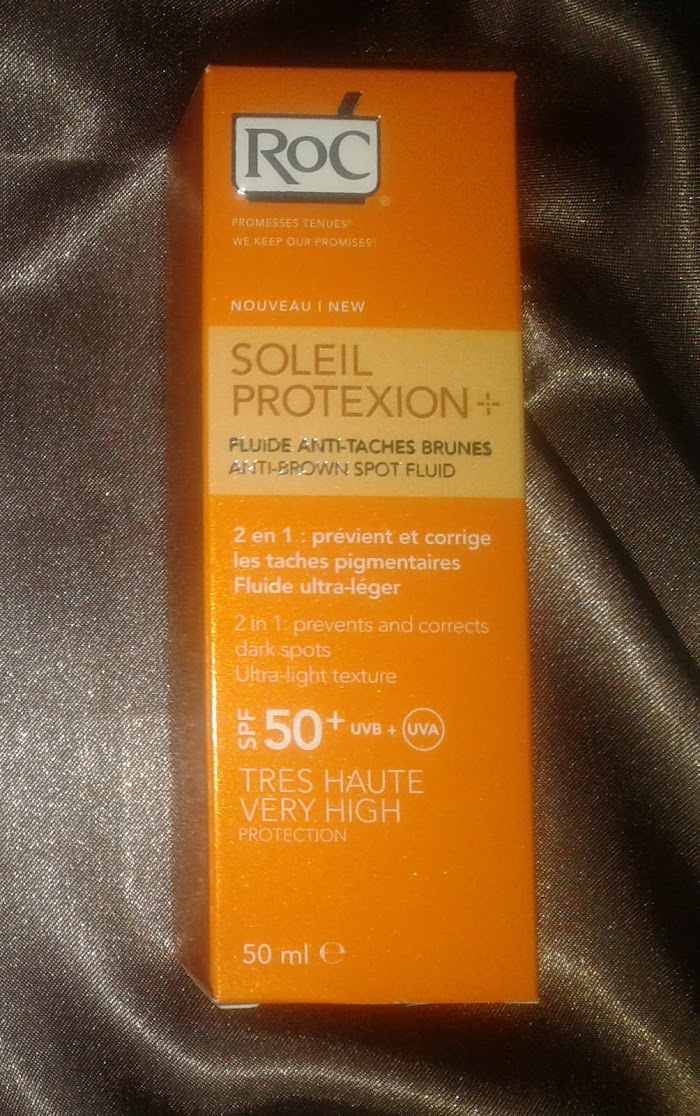 RoC®
PROMESSES TENUES®
WE KEEP OUR PROMISES®
NOUVEAU | NEW
SOLEIL
PROTEXION+
FLUIDE ANTI-TACHES BRUNES
ANTI-BROWN SPOT FLUID
2 en 1 : prévient et corrige
les taches pigmentaires
Fluide ultra-léger
2 in 1: prevents and corrects
dark spots
Ultra-light texture
SPF 50+ UVB + UVA
TRES HAUTE
VERY HIGH
PROTECTION
50 ml ℮